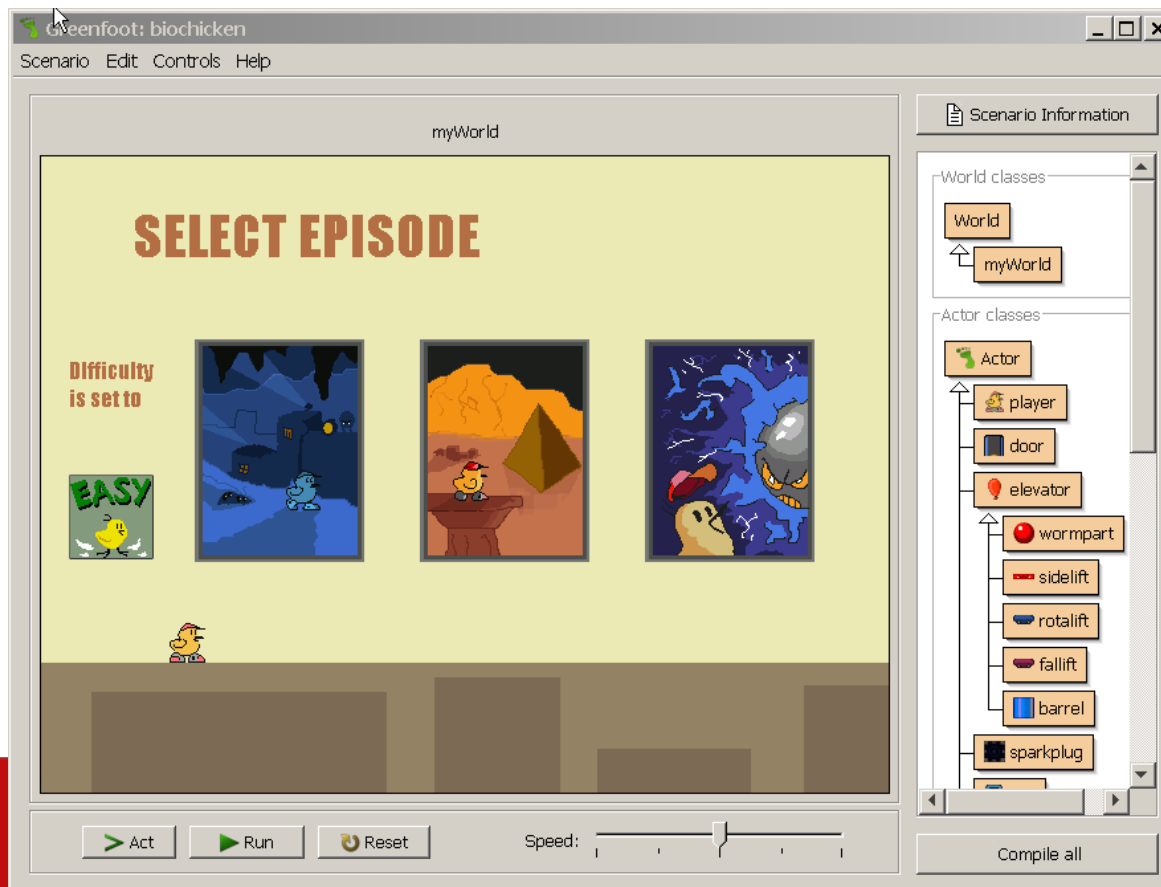 Greenfoot: biochicken
Scenario Edit Controls Help
myWorld
SELECT EPISODE
Difficulty
is set to
EASY
Act
Run
Reset
Speed:
Scenario Information
World classes
World
myWorld
Actor classes
Actor
player
door
elevator
wormpart
sidelift
rotalift
fallift
barrel
sparkplug
Compile all